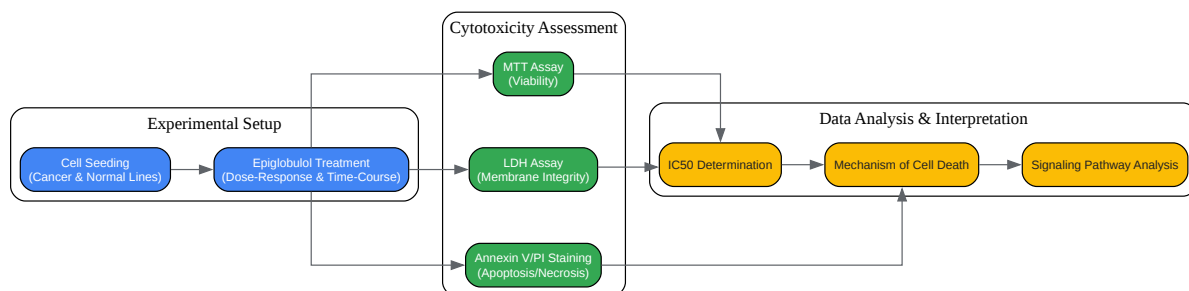 Cytotoxicity Assessment
MTT Assay
(Viability)
Experimental Setup
Cell Seeding
(Cancer & Normal Lines)
Epiglobulol Treatment
(Dose-Response & Time-Course)
LDH Assay
(Membrane Integrity)
Annexin V/PI Staining
(Apoptosis/Necrosis)
Data Analysis & Interpretation
IC50 Determination
Mechanism of Cell Death
Signaling Pathway Analysis